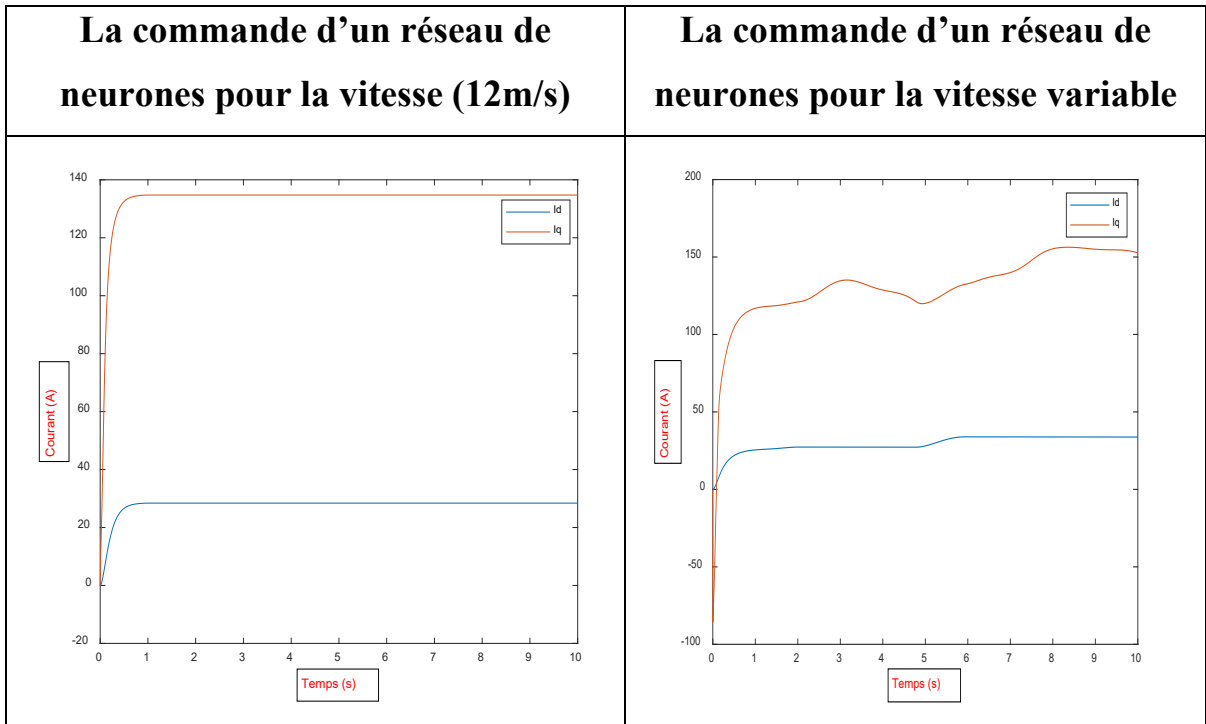 La commande d’un réseau de
neurones pour la vitesse (12m/s)
La commande d’un réseau de
neurones pour la vitesse variable
140
120
100
80
60
40
20
0
-20
Courant (A)
Id
Iq
0 1 2 3 4 5 6 7 8 9 10
Temps (s)
200
150
100
50
0
-50
-100
Courant (A)
Id
Iq
0 1 2 3 4 5 6 7 8 9 10
Temps (s)